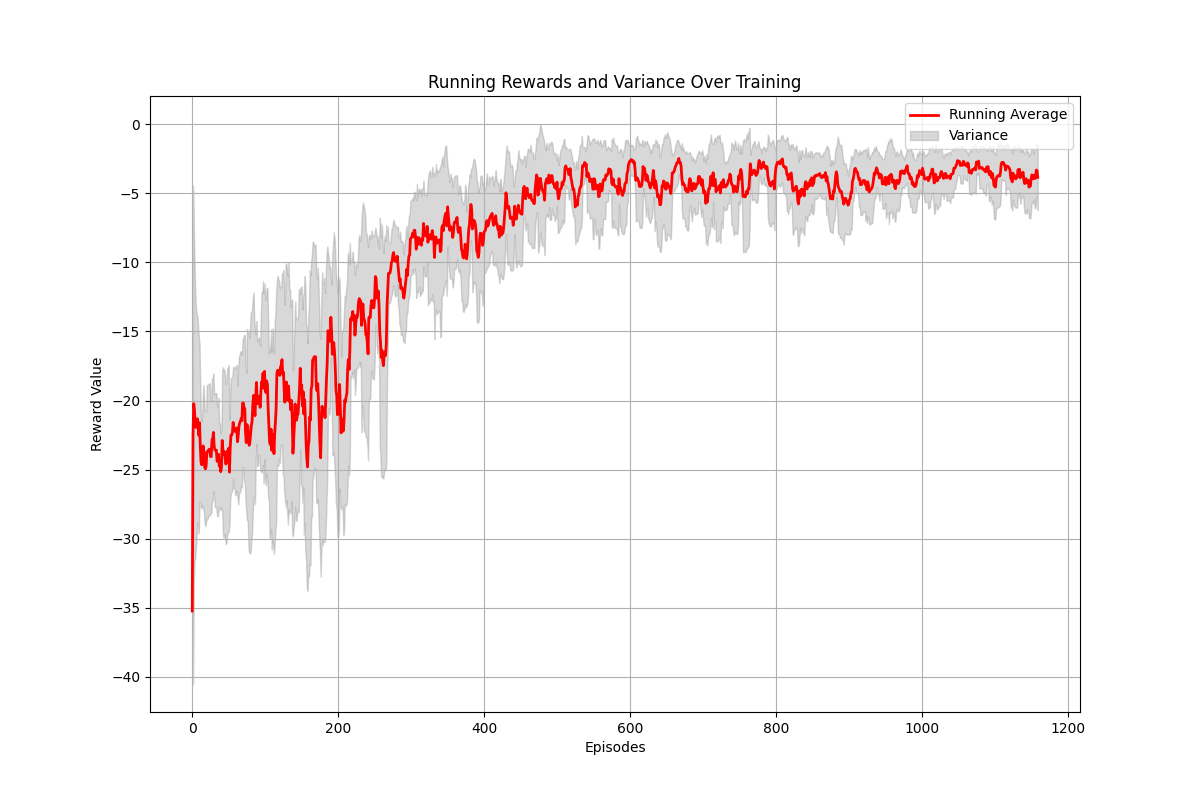 Running Rewards and Variance Over Training
Running Average
Variance
Reward Value
0
−5
−10
−15
−20
−25
−30
−35
−40
0 200 400 600 800 1000 1200
Episodes